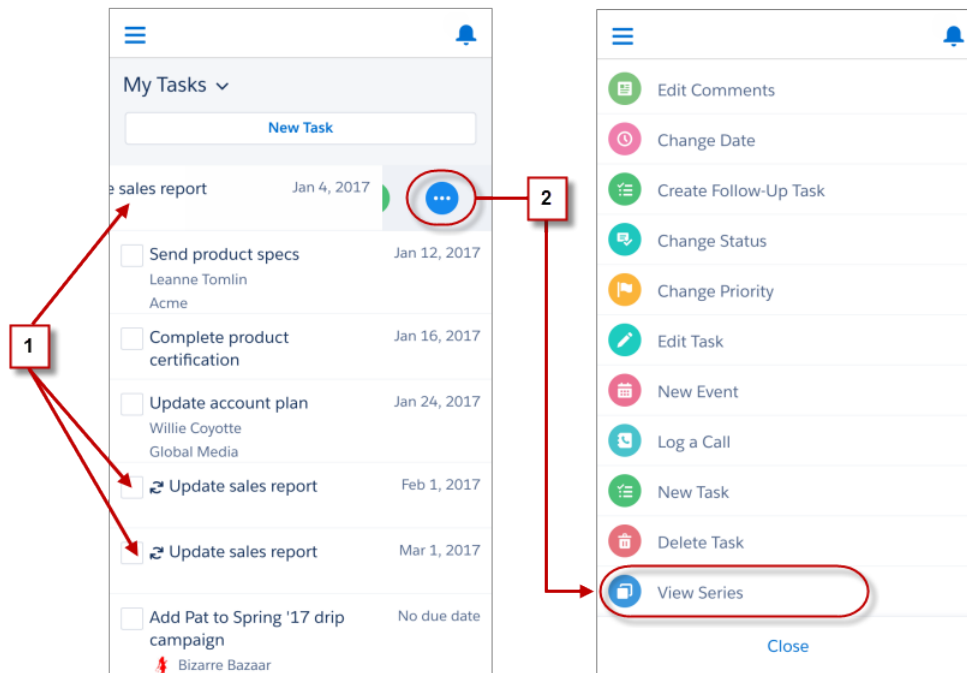 My Tasks
New Task
e sales report Jan 4, 2017
2
Send product specs Jan 12, 2017
Leanne Tomlin
Acme
1
Complete product Jan 16, 2017
certification
Update account plan Jan 24, 2017
Willie Coyotte
Global Media
Update sales report Feb 1, 2017
Update sales report Mar 1, 2017
Add Pat to Spring '17 drip No due date
campaign
Bizarre Bazaar
Edit Comments
Change Date
Create Follow-Up Task
Change Status
Change Priority
Edit Task
New Event
Log a Call
New Task
Delete Task
View Series
Close